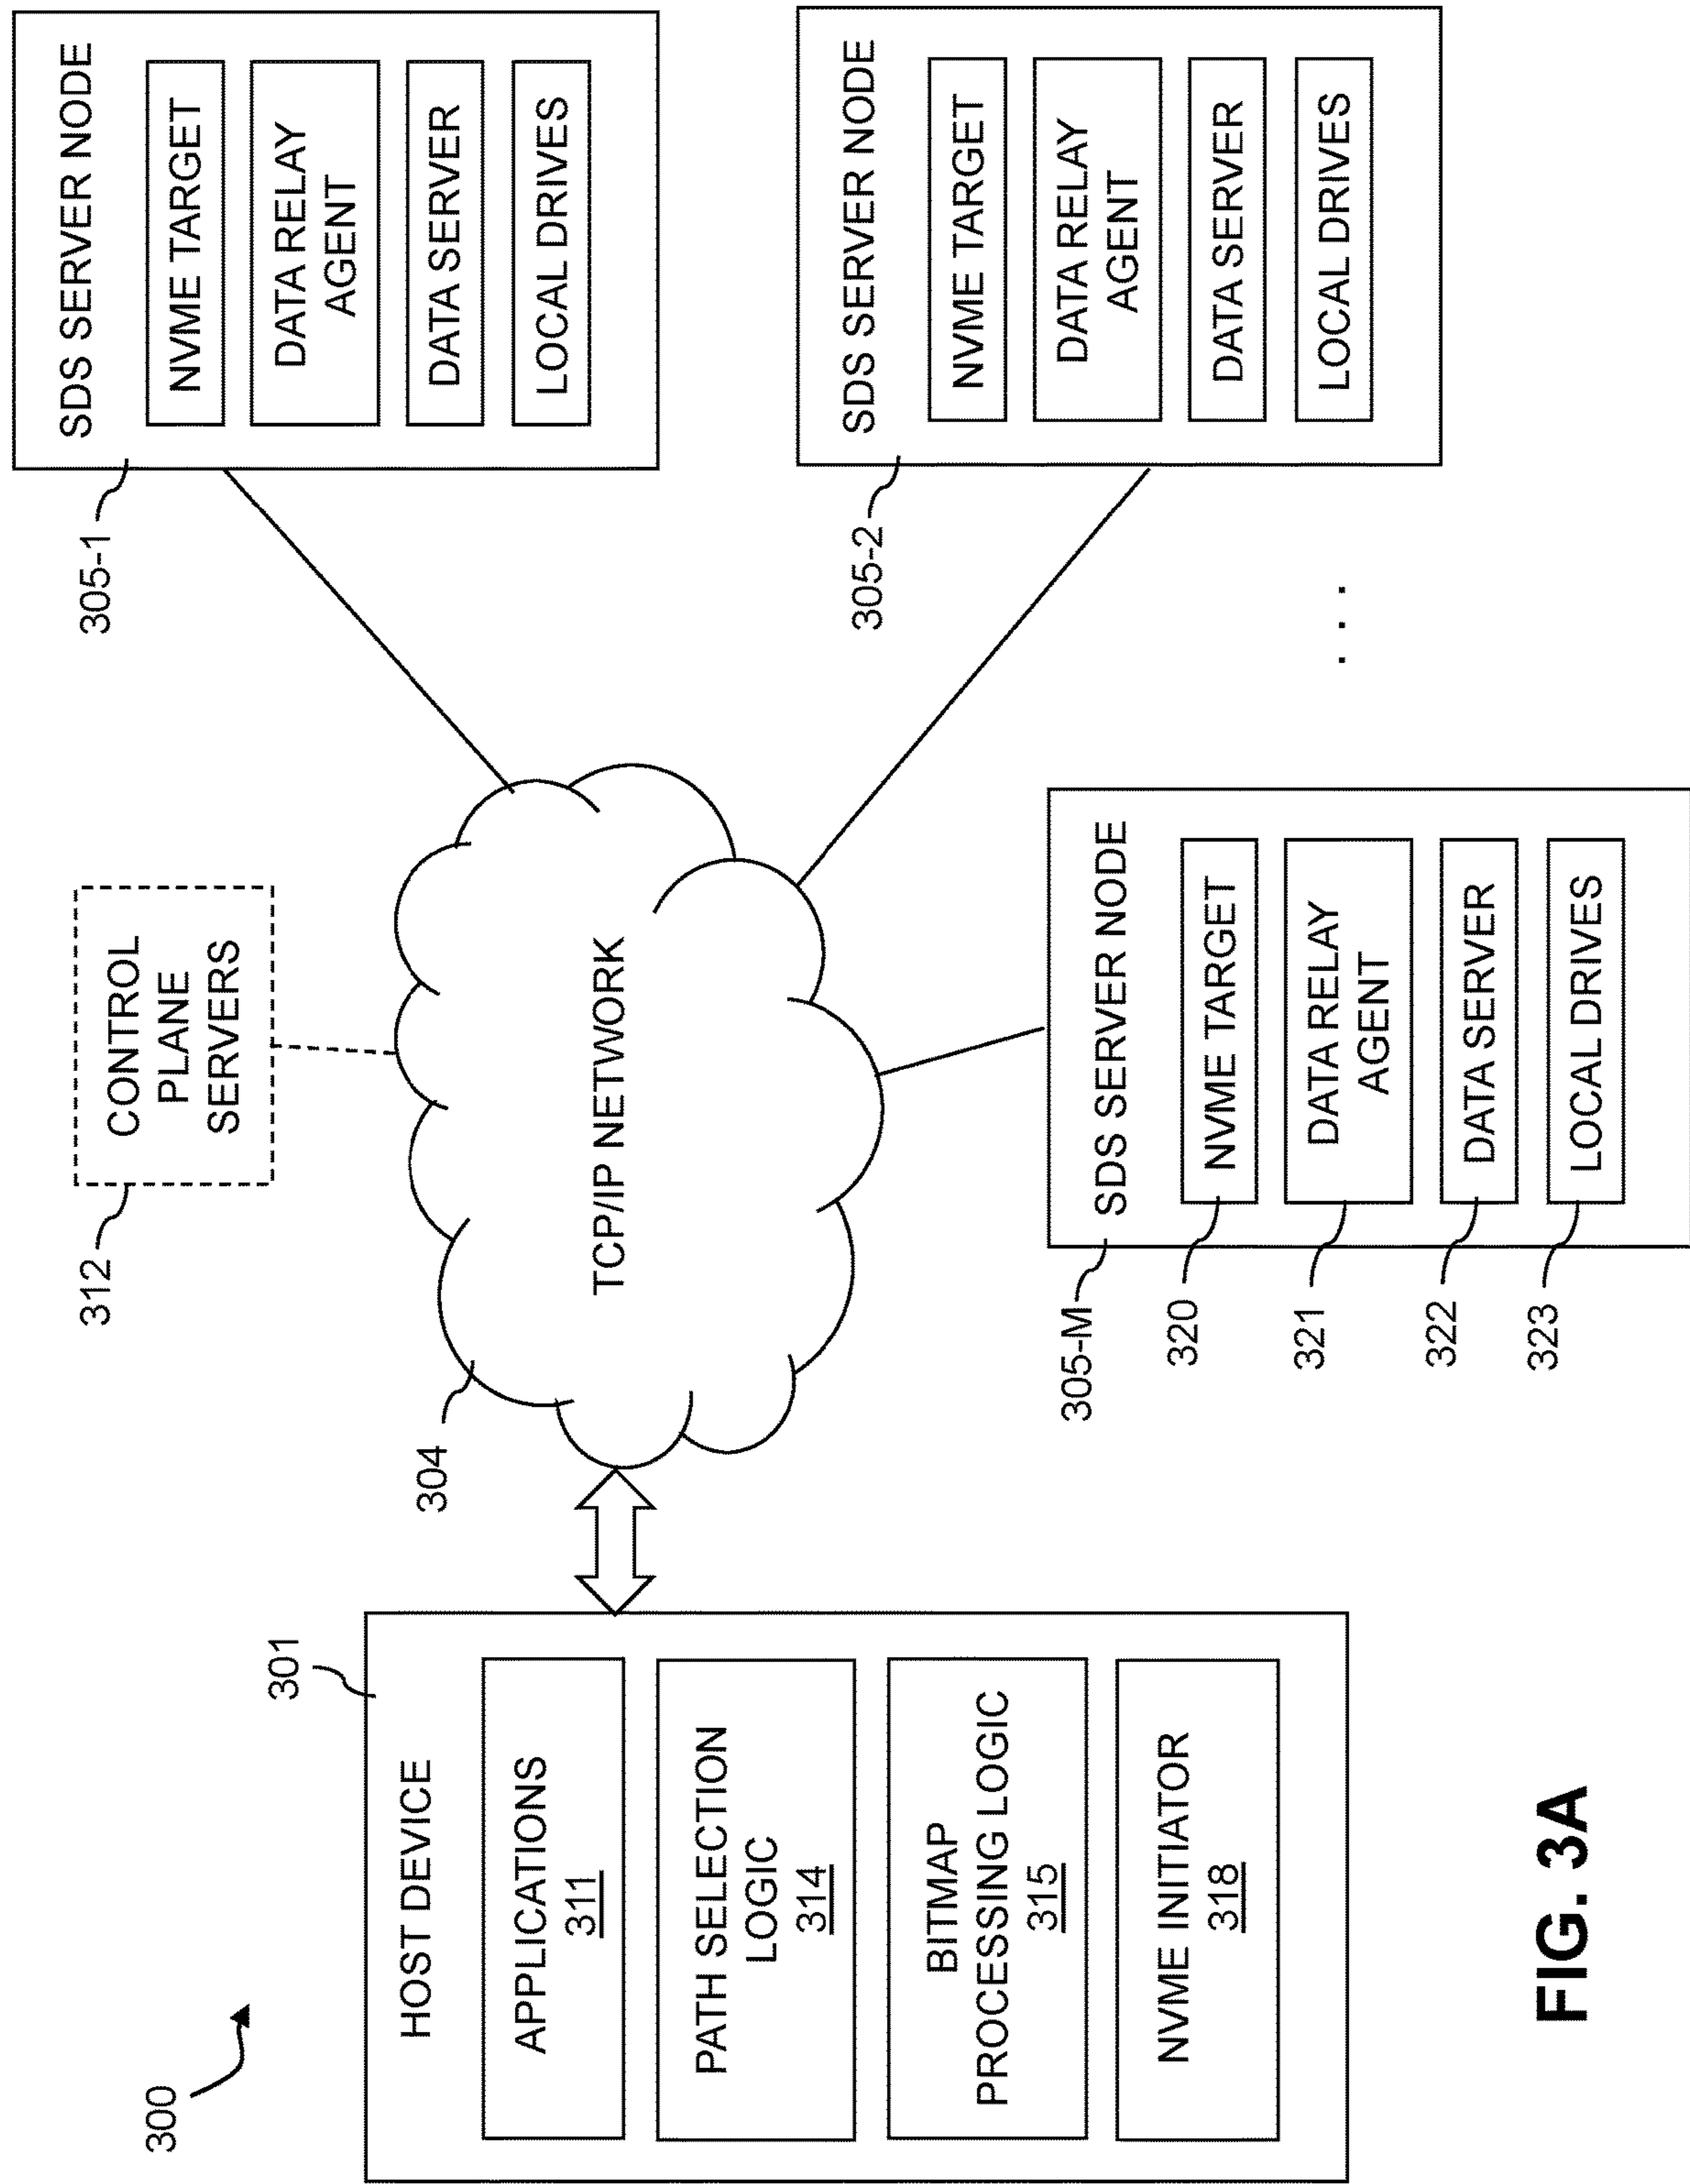 300
301
HOST DEVICE
APPLICATIONS
311
PATH SELECTION
LOGIC
314
BITMAP
PROCESSING LOGIC
315
NVME INITIATOR
318
304
TCP/IP NETWORK
312
CONTROL
PLANE
SERVERS
305-1
SDS SERVER NODE
NVME TARGET
DATA RELAY
AGENT
DATA SERVER
LOCAL DRIVES
305-2
SDS SERVER NODE
NVME TARGET
DATA RELAY
AGENT
DATA SERVER
LOCAL DRIVES
. . .
305-M
SDS SERVER NODE
320
NVME TARGET
321
DATA RELAY
AGENT
322
DATA SERVER
323
LOCAL DRIVES
FIG. 3A